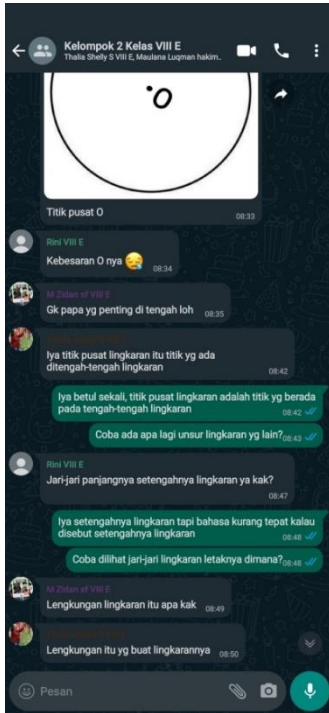 Kelompok 2 Kelas VIII E
Thalia Shelly S VIII E, Maulana Luqman hakim..
O
Titik pusat O
08:33
Rini VIII E
Kebesaran O nya 😪 08:34
M Zidan sf VIII E
Gk papa yg penting di tengah loh 08:35
Iya titik pusat lingkaran itu titik yg ada
ditengah-tengah lingkaran
08:42
Iya betul sekali, titik pusat lingkaran adalah titik yg berada
pada tengah-tengah lingkaran
08:42
Coba ada apa lagi unsur lingkaran yg lain? 08:43
Rini VIII E
Jari-jari panjangnya setengahnya lingkaran ya kak?
08:47
Iya setengahnya lingkaran tapi bahasa kurang tepat kalau
disebut setengahnya lingkaran 08:48
Coba dilihat jari-jari lingkaran letaknya dimana? 08:48
M Zidan sf VIII E
Lengkungan lingkaran itu apa kak 08:49
Lengkungan itu yg buat lingkarannya 08:50
Pesan